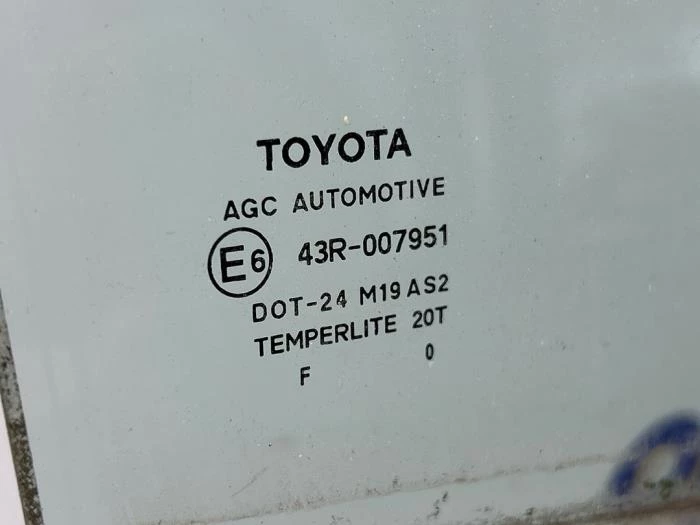 TOYOTA
AGC AUTOMOTIVE
E6 43R-007951
DOT-24 M19 AS2
TEMPERLITE 20T
F 0